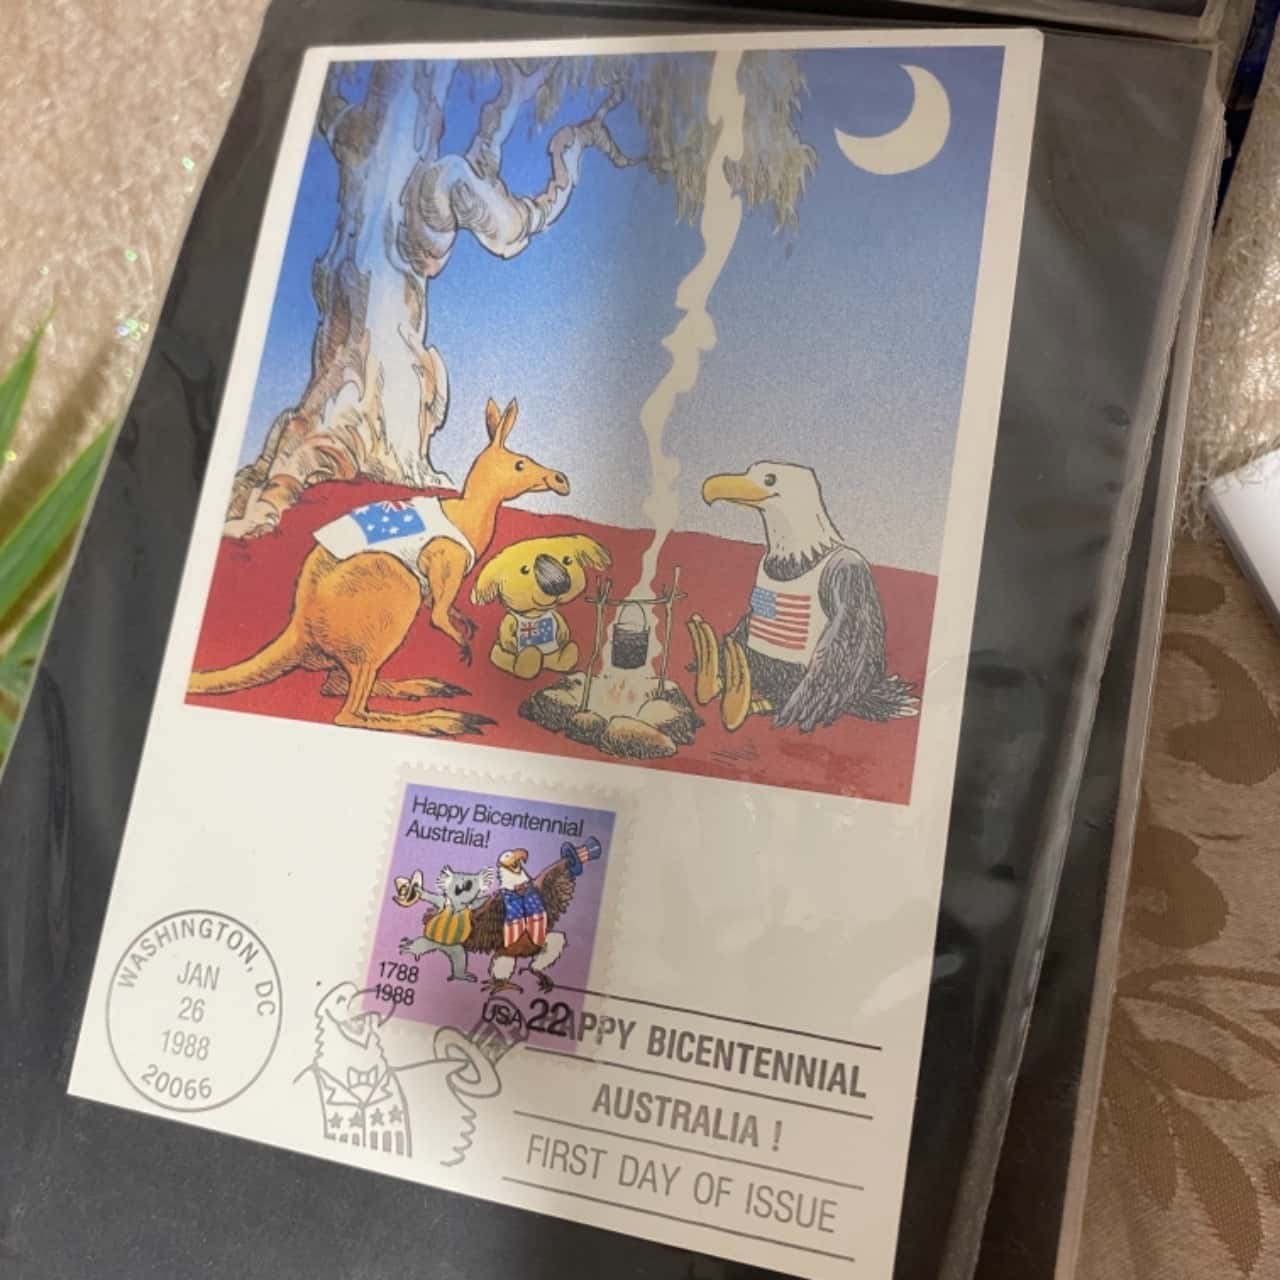 Happy Bicentennial
Australia!
1788
1988
USA 22
WASHINGTON, DC
JAN
26
1988
20066
HAPPY BICENTENNIAL
AUSTRALIA !
FIRST DAY OF ISSUE